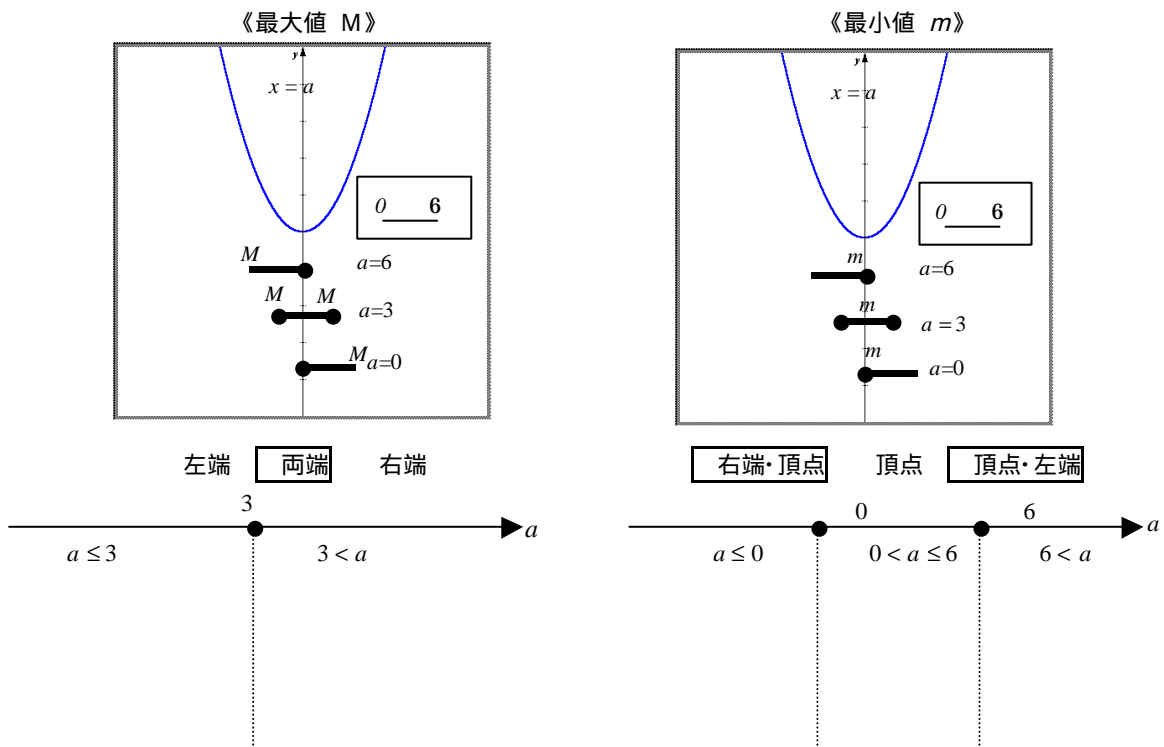 《最大値 M》
y
x = a
0 6
M
a=6
M M
a=3
M a=0
左端 両端 右端
3
a
a ≤ 3 3 < a
《最小値 m》
y
x = a
0 6
m
a=6
m
a = 3
m
a=0
右端・頂点 頂点 頂点・左端
0 6
a
a ≤ 0 0 < a ≤ 6 6 < a